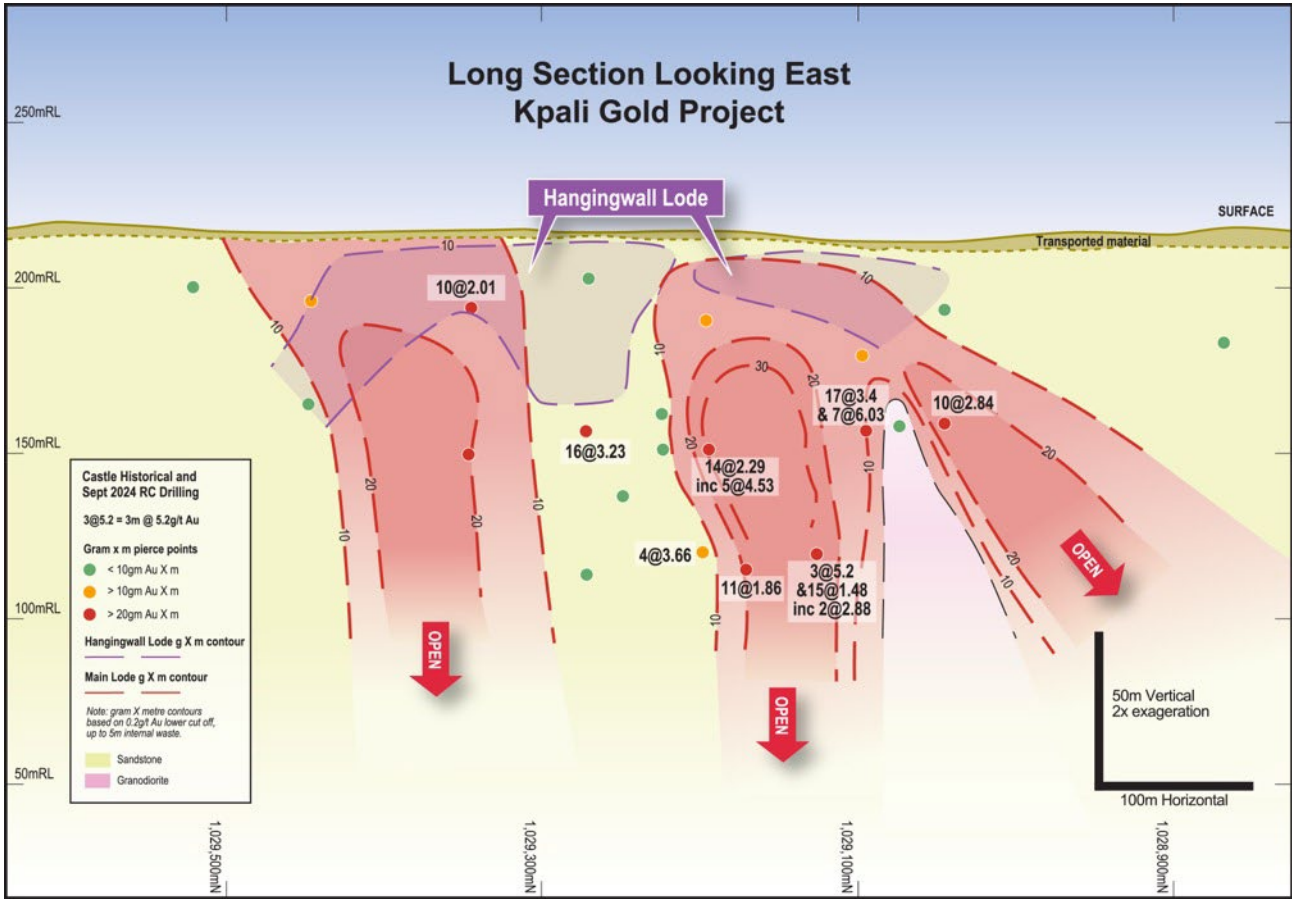 Long Section Looking East
Kpali Gold Project
250mRL
Hangingwall Lode
SURFACE
Transported material
200mRL
10
10
10@2.01
10
10
20
30
20
10
17@3.4
& 7@6.03
10@2.84
150mRL
16@3.23
20
14@2.29
inc 5@4.53
10
20
20
20
10
10
4@3.66
11@1.86
3@5.2
&15@1.48
inc 2@2.88
20
10
OPEN
100mRL
10
OPEN
OPEN
50mRL
Castle Historical and
Sept 2024 RC Drilling
3@5.2 = 3m @ 5.2g/t Au
Gram x m pierce points
< 10gm Au X m
> 10gm Au X m
> 20gm Au X m
Hangingwall Lode g X m contour
Main Lode g X m contour
Note: gram X metre contours
based on 0.2g/t Au lower cut off,
up to 5m internal waste.
Sandstone
Granodiorite
50m Vertical
2x exageration
100m Horizontal
1,029,500mN
1,029,300mN
1,029,100mN
1,028,900mN